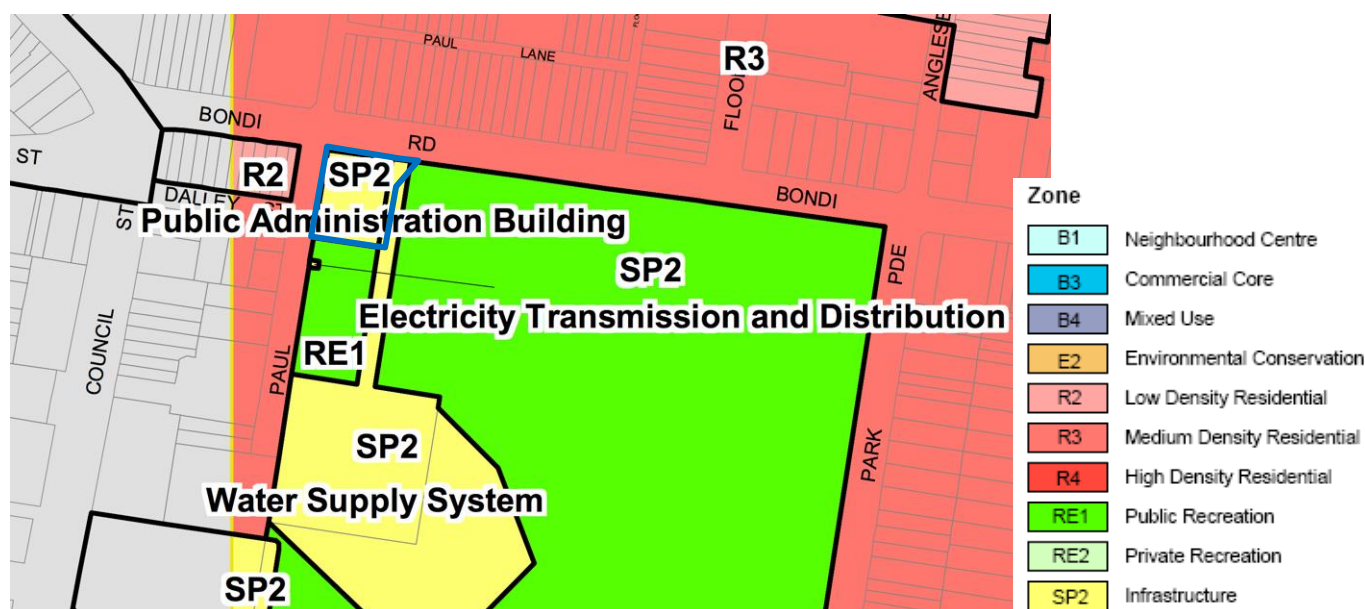 PAUL
LANE
R3
FLOOD
ANGLESE
BONDI
ST
RD
R2
SP2
DALLEY
ST
BONDI
Public Administration Building
ST
SP2
PDE
Electricity Transmission and Distribution
COUNCIL
PAUL
RE1
PARK
SP2
Water Supply System
SP2
Zone
B1 Neighbourhood Centre
B3 Commercial Core
B4 Mixed Use
E2 Environmental Conservation
R2 Low Density Residential
R3 Medium Density Residential
R4 High Density Residential
RE1 Public Recreation
RE2 Private Recreation
SP2 Infrastructure